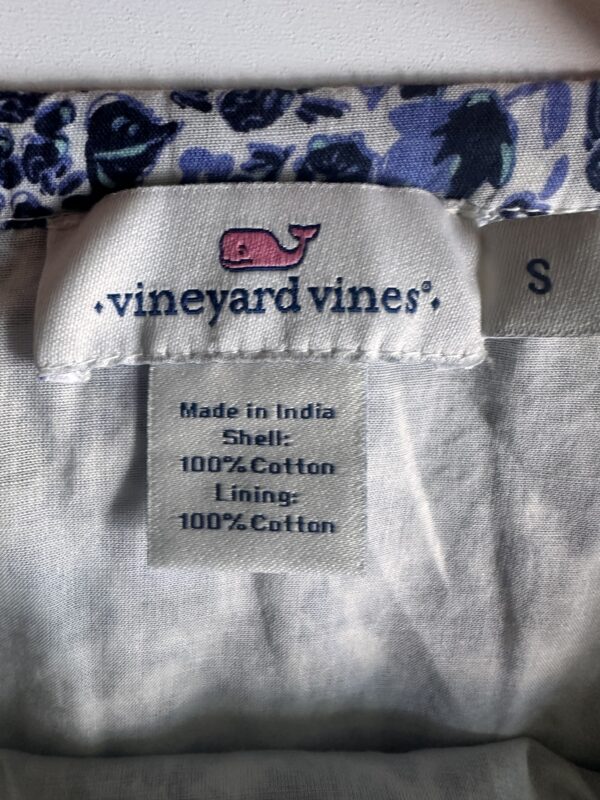 vineyard vines®
S
Made in India
Shell:
100% Cotton
Lining:
100% Cotton